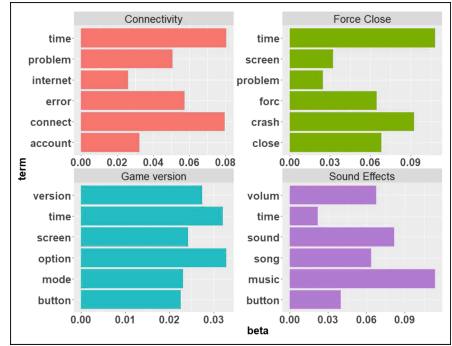 Connectivity
time
problem
internet
error
connect
account
0.00 0.02 0.04 0.06 0.08
Force Close
time
screen
problem
forc
crash
close
0.00 0.03 0.06 0.09
Game version
version
time
screen
option
mode
button
0.00 0.01 0.02 0.03
Sound Effects
volum
time
sound
song
music
button
0.00 0.03 0.06 0.09
term
beta